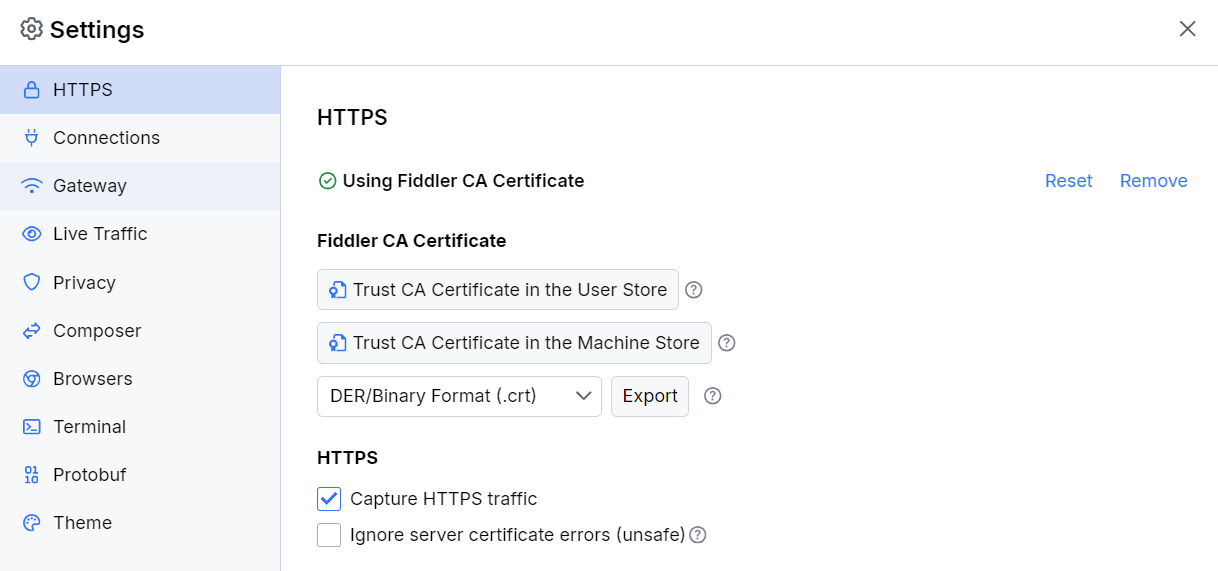 Settings
HTTPS
Connections
Gateway
Live Traffic
Privacy
Composer
Browsers
Terminal
Protobuf
Theme
HTTPS
Using Fiddler CA Certificate
Reset Remove
Fiddler CA Certificate
Trust CA Certificate in the User Store ?
Trust CA Certificate in the Machine Store ?
DER/Binary Format (.crt) Export ?
HTTPS
Capture HTTPS traffic
Ignore server certificate errors (unsafe) ?